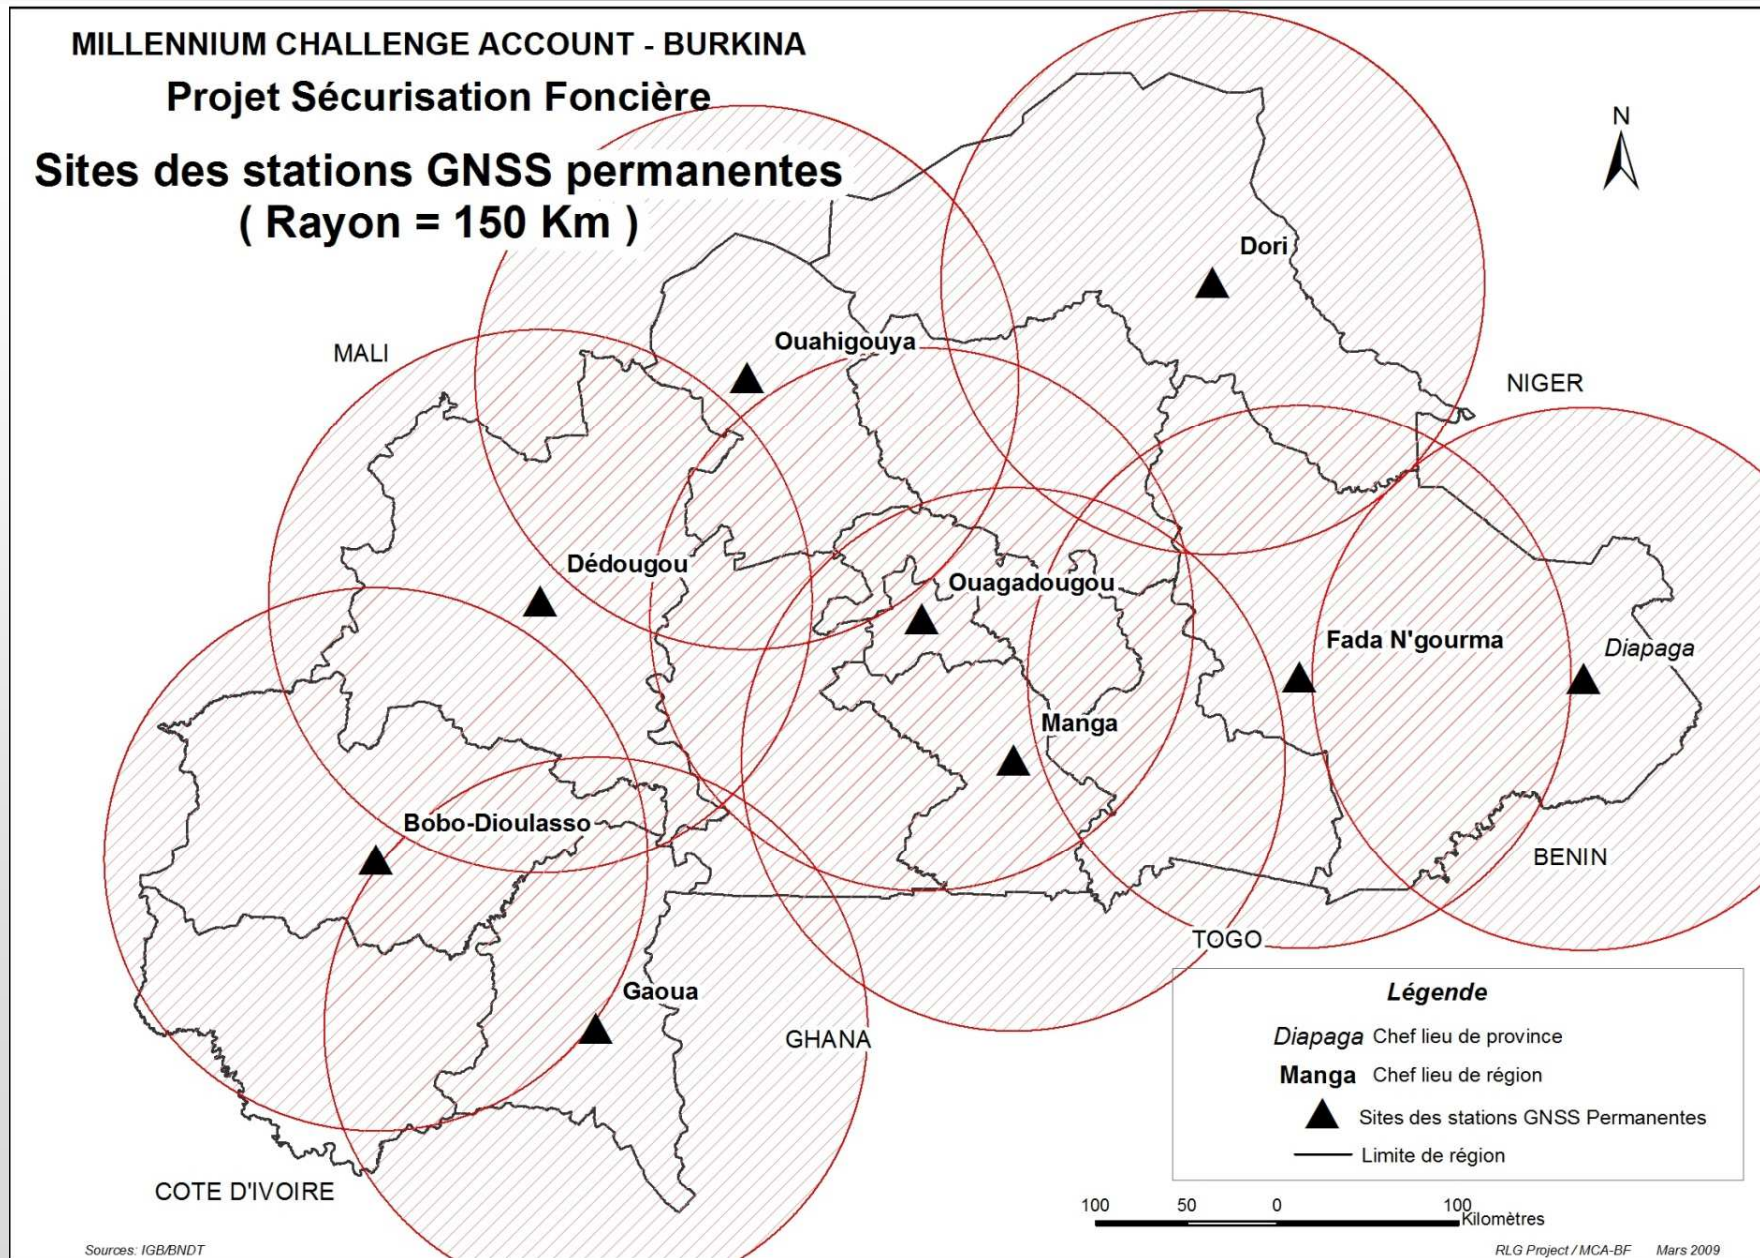 MILLENNIUM CHALLENGE ACCOUNT - BURKINA
Projet Sécurisation Foncière
Sites des stations GNSS permanentes
( Rayon = 150 Km )
N
Dori
Ouahigouya
MALI
NIGER
Dédougou
Ouagadougou
Fada N'gourma
Diapaga
Manga
Bobo-Dioulasso
BENIN
TOGO
Gaoua
GHANA
COTE D'IVOIRE
Légende
Diapaga Chef lieu de province
Manga Chef lieu de région
Sites des stations GNSS Permanentes
Limite de région
100 50 0 100
Kilomètres
Sources: IGB/BNDT
RLG Project / MCA-BF Mars 2009